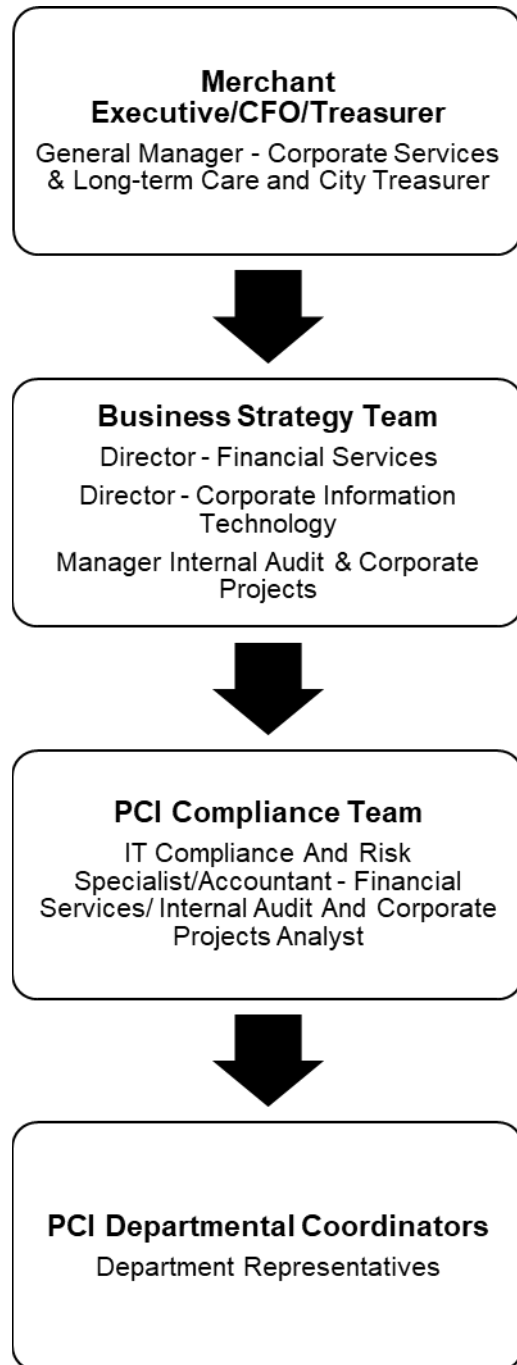 Merchant
Executive/CFO/Treasurer
General Manager - Corporate Services
& Long-term Care and City Treasurer
Business Strategy Team
Director - Financial Services
Director - Corporate Information
Technology
Manager Internal Audit & Corporate
Projects
PCI Compliance Team
IT Compliance And Risk
Specialist/Accountant - Financial
Services/ Internal Audit And Corporate
Projects Analyst
PCI Departmental Coordinators
Department Representatives